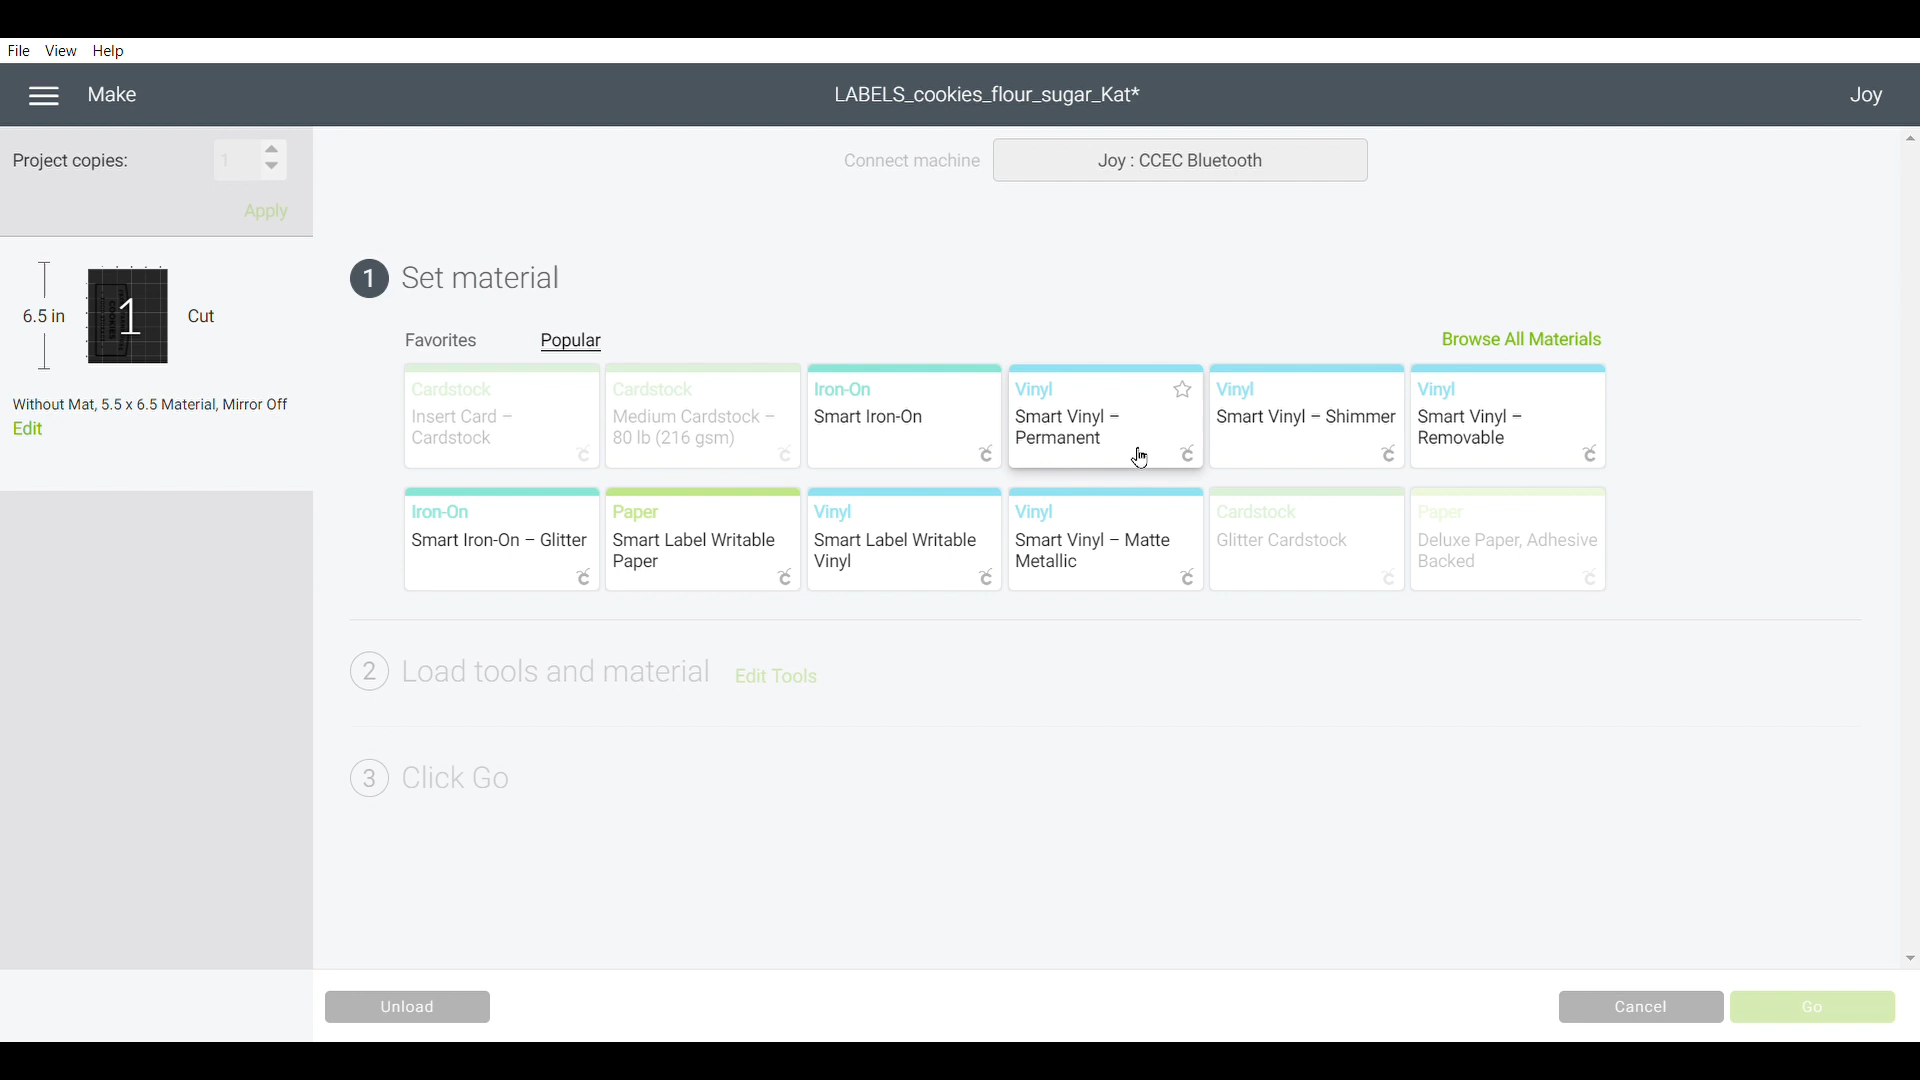 File View Help
Make
LABELS_cookies_flour_sugar_Kat*
Joy
Project copies: 1
Apply
Connect machine
Joy : CCEC Bluetooth
6.5 in
1
COOKIES
Cut
Without Mat, 5.5 x 6.5 Material, Mirror Off
Edit
1 Set material
Favorites
Popular
Browse All Materials
Cardstock
Insert Card –
Cardstock
Cardstock
Medium Cardstock –
80 lb (216 gsm)
Iron-On
Smart Iron-On
Vinyl
Smart Vinyl –
Permanent
Vinyl
Smart Vinyl – Shimmer
Vinyl
Smart Vinyl –
Removable
Iron-On
Smart Iron-On – Glitter
Paper
Smart Label Writable
Paper
Vinyl
Smart Label Writable
Vinyl
Vinyl
Smart Vinyl – Matte
Metallic
Cardstock
Glitter Cardstock
Paper
Deluxe Paper, Adhesive
Backed
2 Load tools and material Edit Tools
3 Click Go
Unload
Cancel
Go